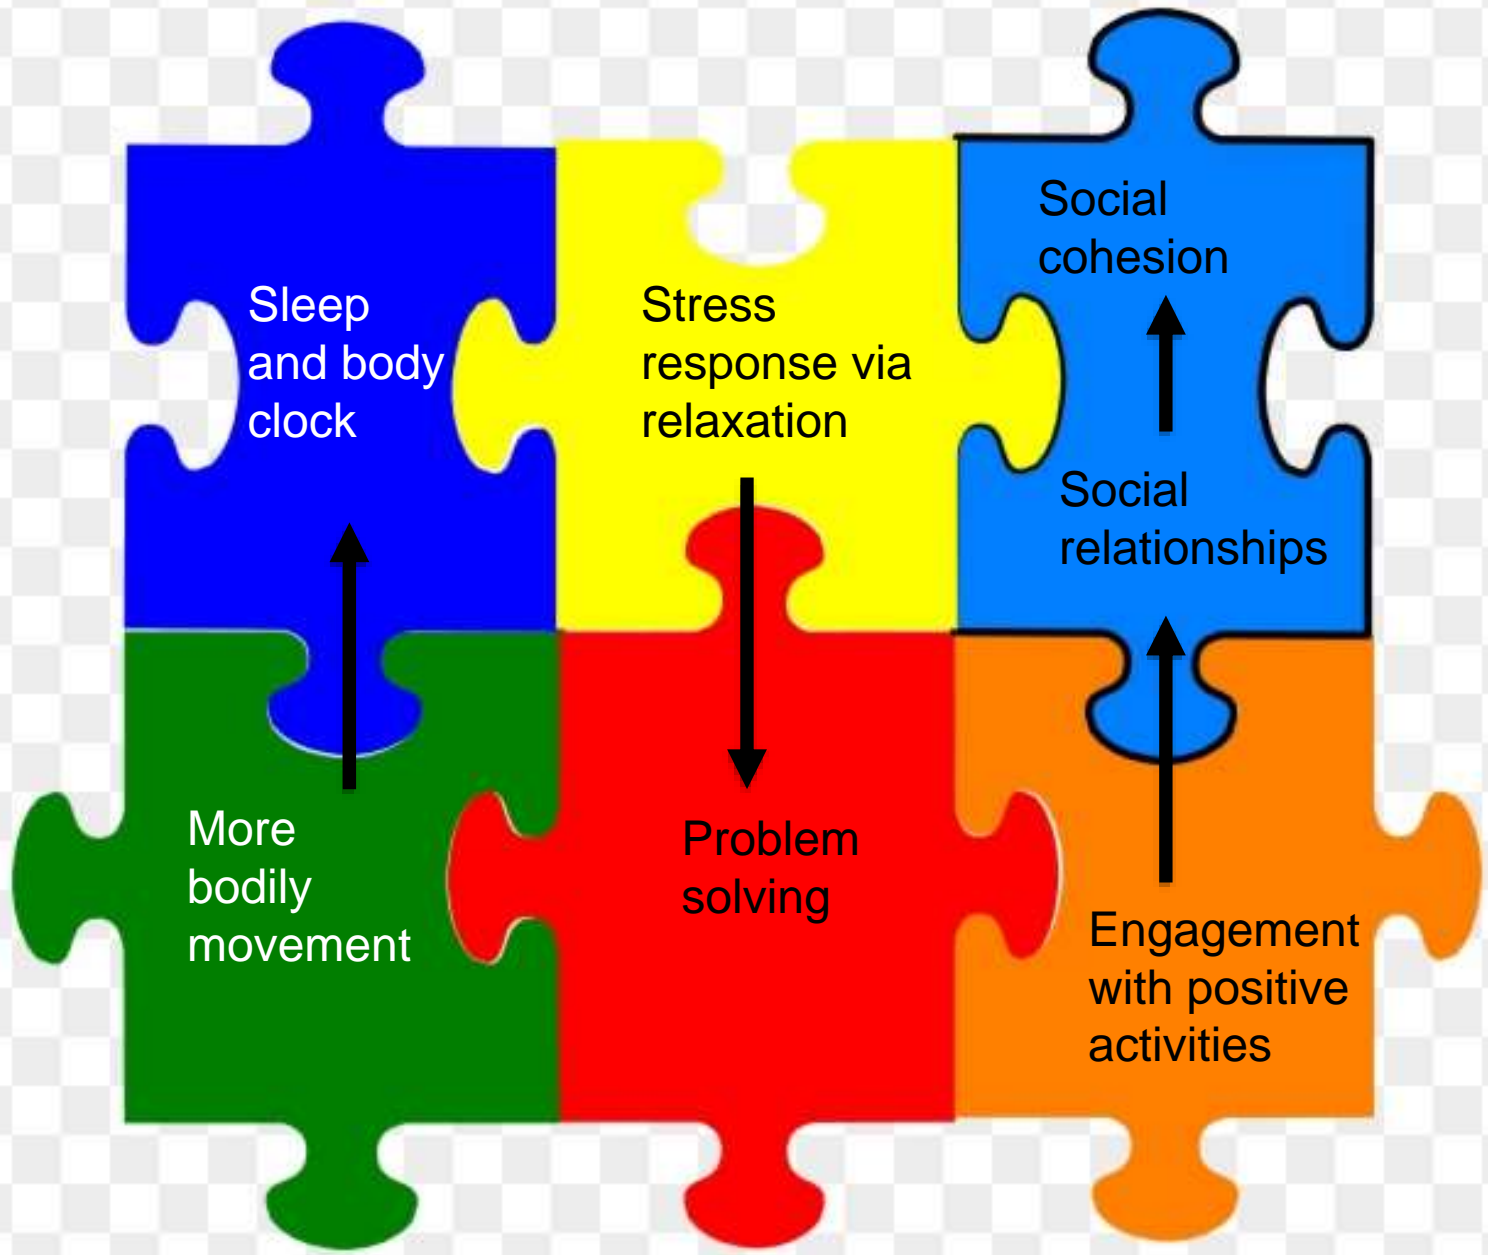 Sleep
and body
clock
Stress
response via
relaxation
Social
cohesion
Social
relationships
More
bodily
movement
Problem
solving
Engagement
with positive
activities